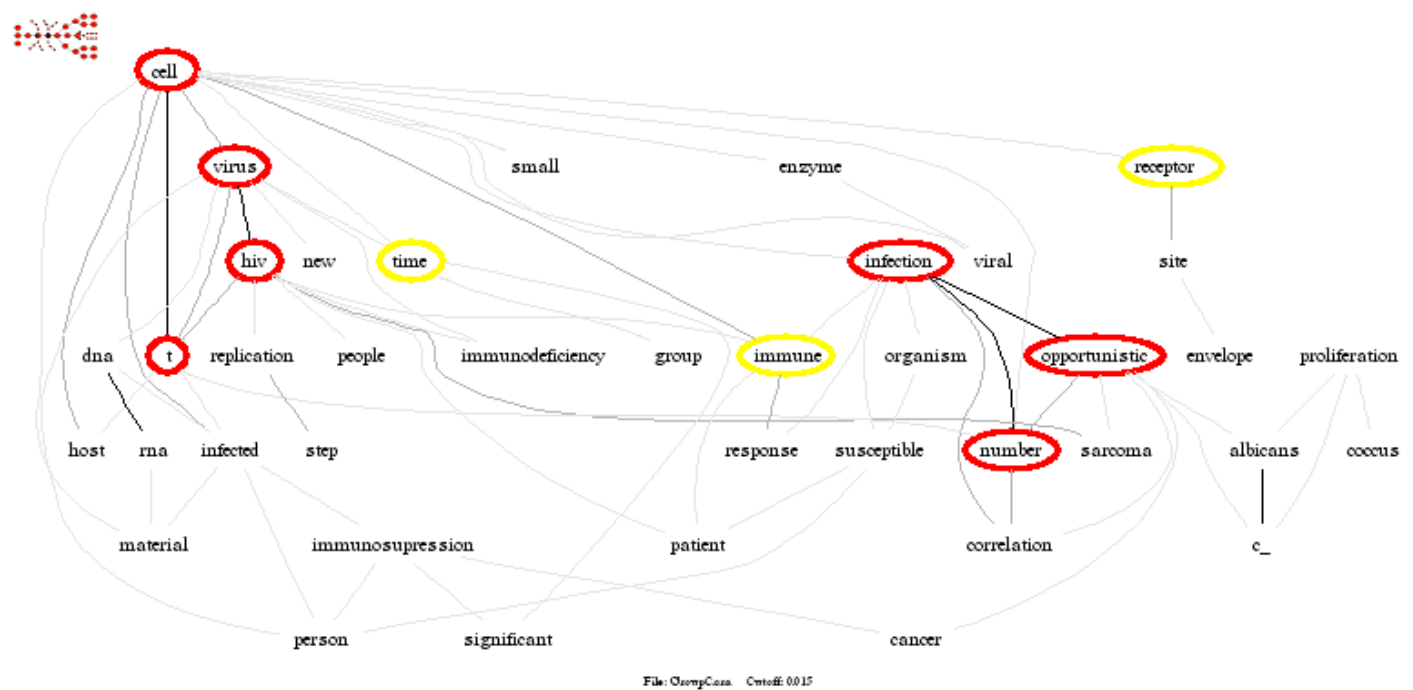 cell
virus small enzyme receptor
hiv new time infection viral site
dna t replication people immunodeficiency group immune organism opportunistic envelope proliferation
host rna infected step response susceptible number sarcoma albicans coccus
material immunosupression patient correlation c_
person significant cancer
File: Cutoff: 0.015